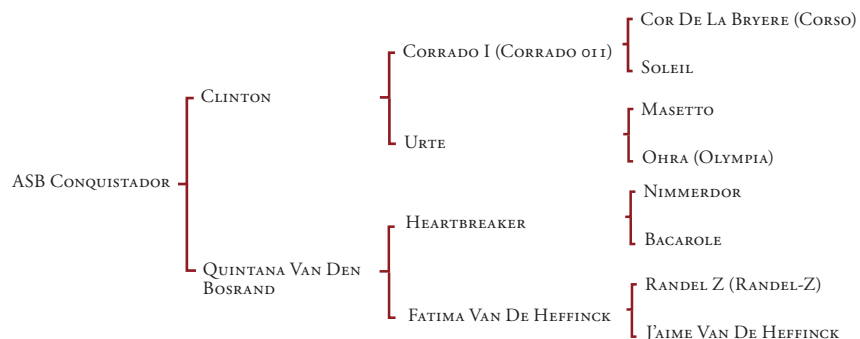 Cor De La Bryere (Corso)
Corrado I (Corrado 011)
Soleil
Clinton
Masetto
Urte
Ohra (Olympia)
ASB Conquistador
Nimmerdor
Heartbreaker
Bacarole
Quintana Van Den
Bosrand
Randel Z (Randel-Z)
Fatima Van De Heffinck
J'aime Van De Heffinck